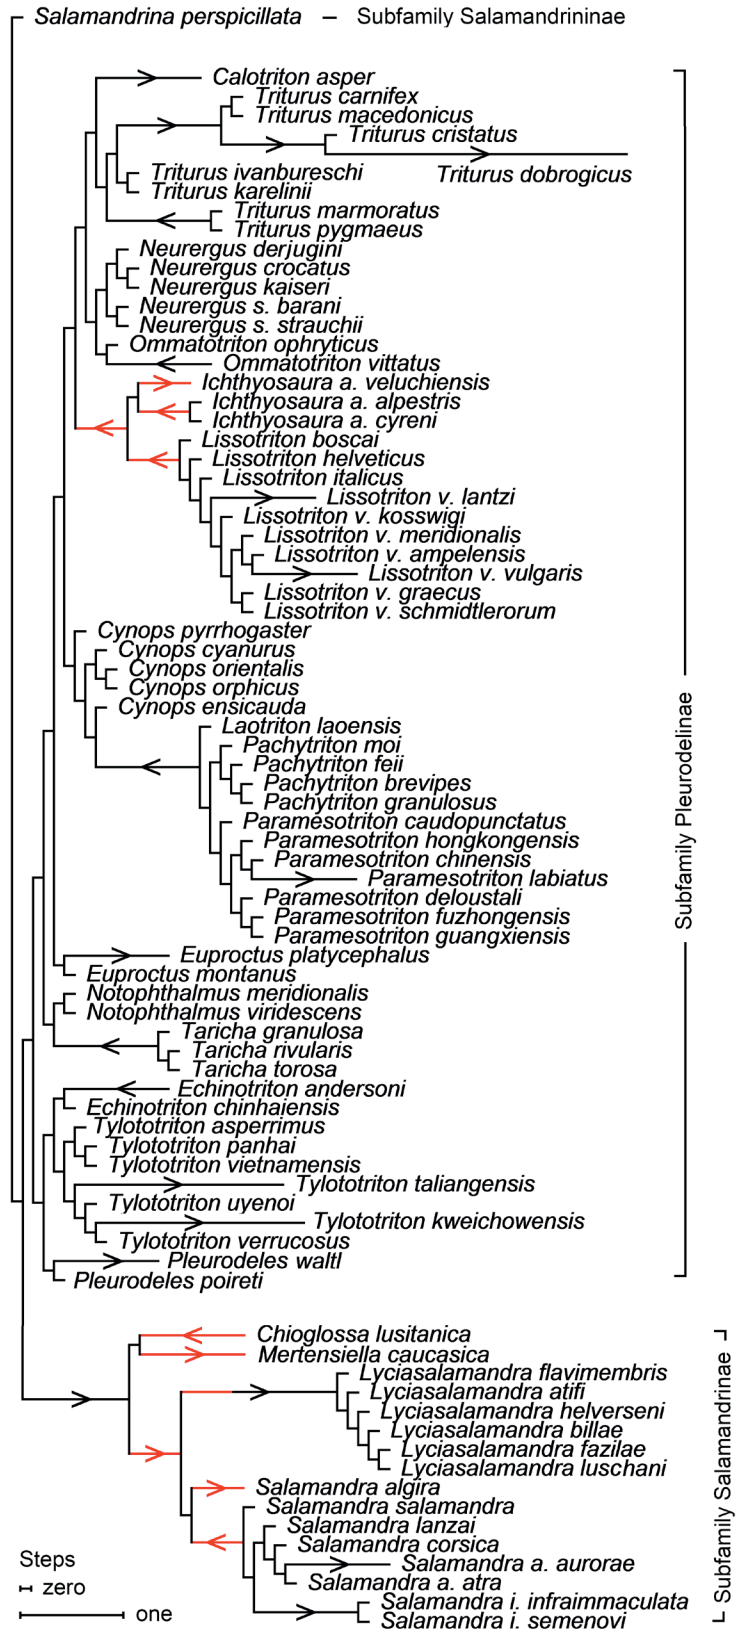 Salamandrina perspicillata – Subfamily Salamandrininae
Calotriton asper
Triturus carnifex
Triturus macedonicus
Triturus cristatus
Triturus dobrogicus
Triturus ivanbureschi
Triturus karelinii
Triturus marmoratus
Triturus pygmaeus
Neurergus derjugini
Neurergus crocatus
Neurergus kaiseri
Neurergus s. barani
Neurergus s. strauchii
Ommatotriton ophryticus
Ommatotriton vittatus
Ichthyosaura a. veluchiensis
Ichthyosaura a. alpestris
Ichthyosaura a. cyreni
Lissotriton boscai
Lissotriton helveticus
Lissotriton italicus
Lissotriton v. lantzi
Lissotriton v. kosswigi
Lissotriton v. meridionalis
Lissotriton v. ampelensis
Lissotriton v. vulgaris
Lissotriton v. graecus
Lissotriton v. schmidtlerorum
Cynops pyrrhogaster
Cynops cyanurus
Cynops orientalis
Cynops orphicus
Cynops ensicauda
Laotriton laoensis
Pachytriton moi
Pachytriton feii
Pachytriton brevipes
Pachytriton granulosus
Paramesotriton caudopunctatus
Paramesotriton hongkongensis
Paramesotriton chinensis
Paramesotriton labiatus
Paramesotriton deloustali
Paramesotriton fuzhongensis
Paramesotriton guangxiensis
Euproctus platycephalus
Euproctus montanus
Notophthalmus meridionalis
Notophthalmus viridescens
Taricha granulosa
Taricha rivularis
Taricha torosa
Echinotriton andersoni
Echinotriton chinhaiensis
Tylototriton asperrimus
Tylototriton panhai
Tylototriton vietnamensis
Tylototriton taliangensis
Tylototriton uyenoi
Tylototriton kweichowensis
Tylototriton verrucosus
Pleurodeles waltl
Pleurodeles poireti
Subfamily Pleurodelinae
Chioglossa lusitanica
Mertensiella caucasica
Lyciasalamandra flavimembris
Lyciasalamandra atifi
Lyciasalamandra helverseni
Lyciasalamandra billae
Lyciasalamandra fazilae
Lyciasalamandra luschani
Salamandra algira
Salamandra salamandra
Salamandra lanzai
Salamandra corsica
Salamandra a. aurorae
Salamandra a. atra
Salamandra i. infraimmaculata
Salamandra i. semenovi
Subfamily Salamandrinae
Steps
zero
one